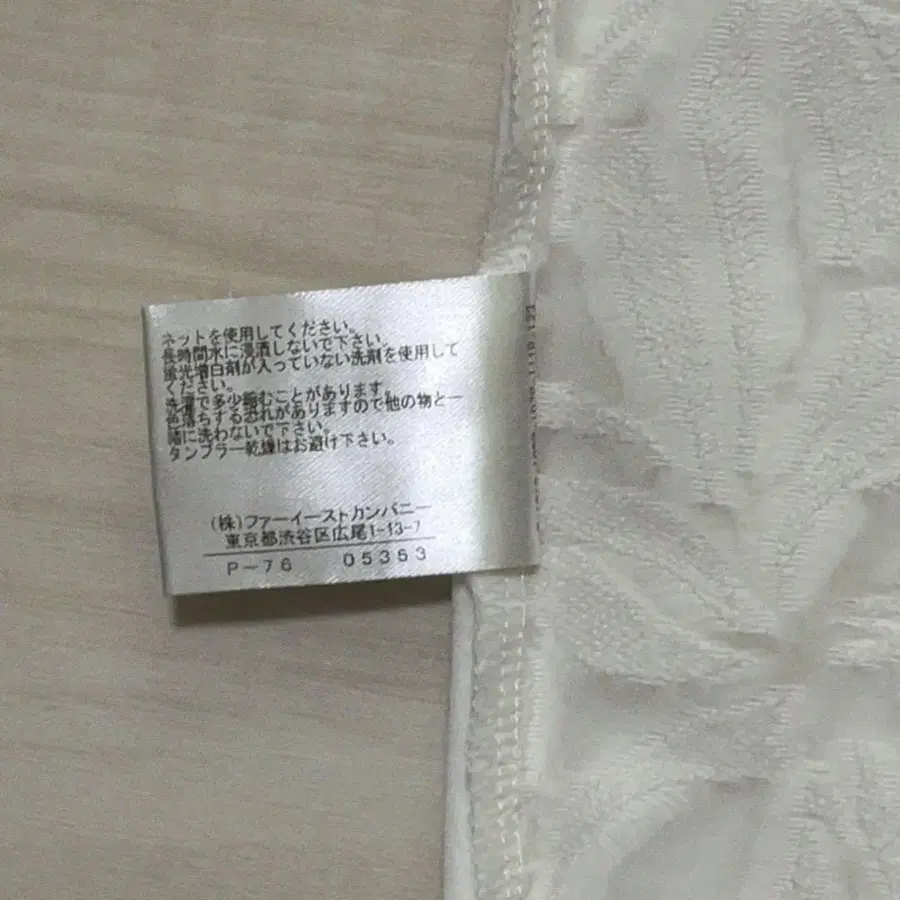 ネットを使用してください。
長時間水に浸漬しないで下さい。
蛍光増白剤が入っていない洗剤を使用して
ください。
洗濯で多少縮むことがあります。
色落ちする恐れがありますので他の物と一
諸に洗わないで下さい。
タンブラー乾燥はお避け下さい。
(株)ファーイーストカンパニー
東京都渋谷区広尾1-13-7
P-76 05363